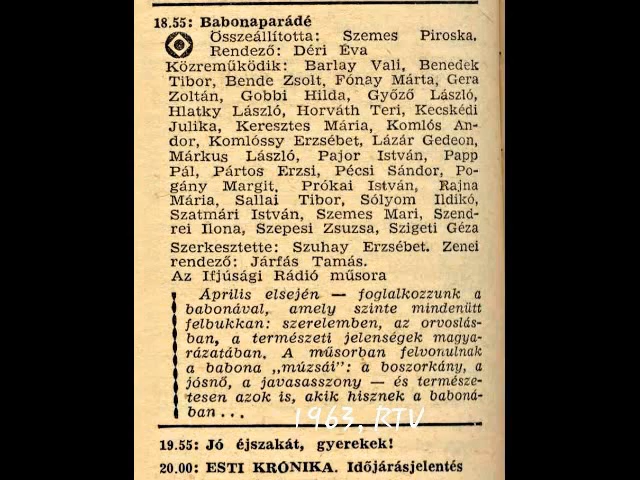 18.55: Babonaparádé
Összeállította: Szemes Piroska.
Rendező: Déri Éva
Közreműködik: Barlay Vali, Benedek
Tibor, Bende Zsolt, Fónay Márta, Gera
Zoltán, Gobbi Hilda, Győző László,
Hlatky László, Horváth Teri, Kecskédi
Julika, Keresztes Mária, Komlós An-
dor, Komlóssy Erzsébet, Lázár Gedeon,
Márkus László, Pajor István, Papp
Pál, Pártos Erzsi, Pécsi Sándor, Po-
gány Margit, Prókai István, Rajna
Mária, Sallai Tibor, Sólyom Ildikó,
Szatmári István, Szemes Mari, Szend-
rei Ilona, Szepesi Zsuzsa, Szigeti Géza
Szerkesztette: Szuhay Erzsébet. Zenei
rendező: Járfás Tamás.
Az Ifjúsági Rádió műsora
Április elsején — foglalkozzunk a
babonával, amely szinte mindenütt
felbukkan: szerelemben, az orvoslás-
ban, a természeti jelenségek magya-
rázatában. A műsorban felvonulnak
a babona „múzsái": a boszorkány, a
jósnő, a javasasszony — és természe-
tesen azok is, akik hisznek a baboná-
ban...
1963, RTV
19.55: Jó éjszakát, gyerekek!
20.00: ESTI KRÓNIKA. Időjárásjelentés